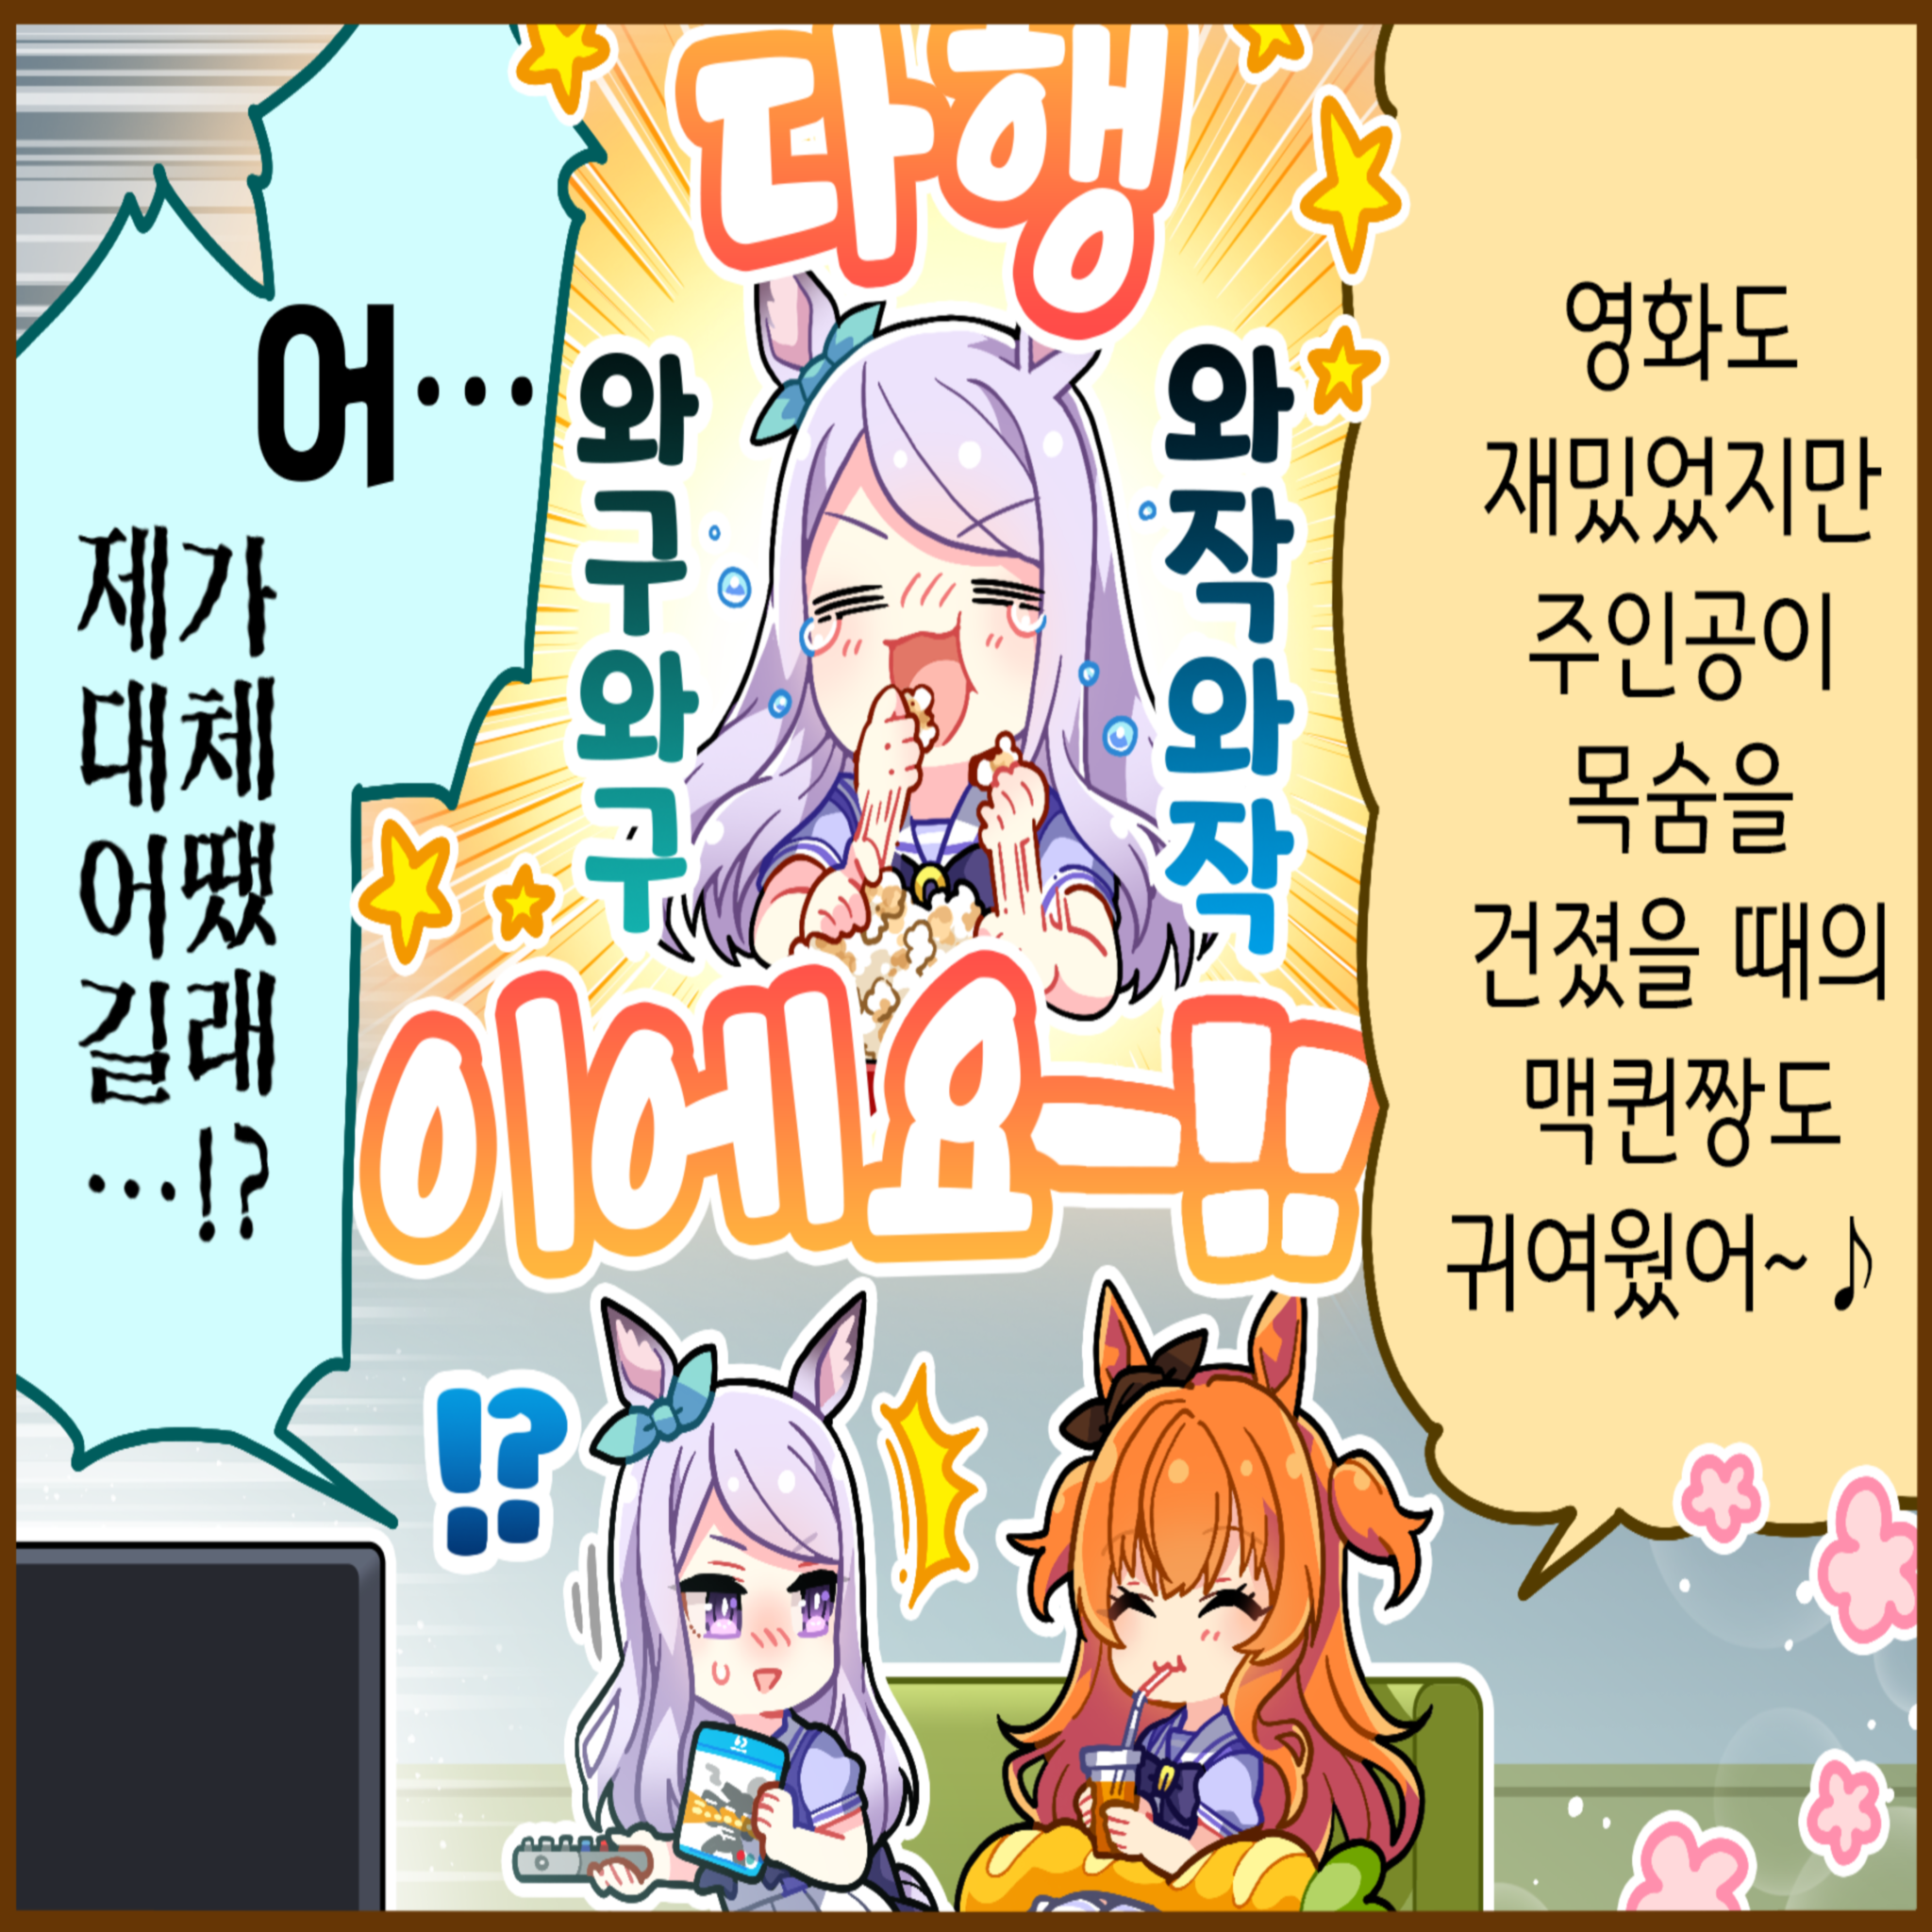 영화도
재밌었지만
주인공이
목숨을
건졌을 때의
맥퀸짱도
귀여웠어~♪
다행
와작와작
와구와구
이에요ー!!
어…
제가
대체
어땠
길래
…!?
!?